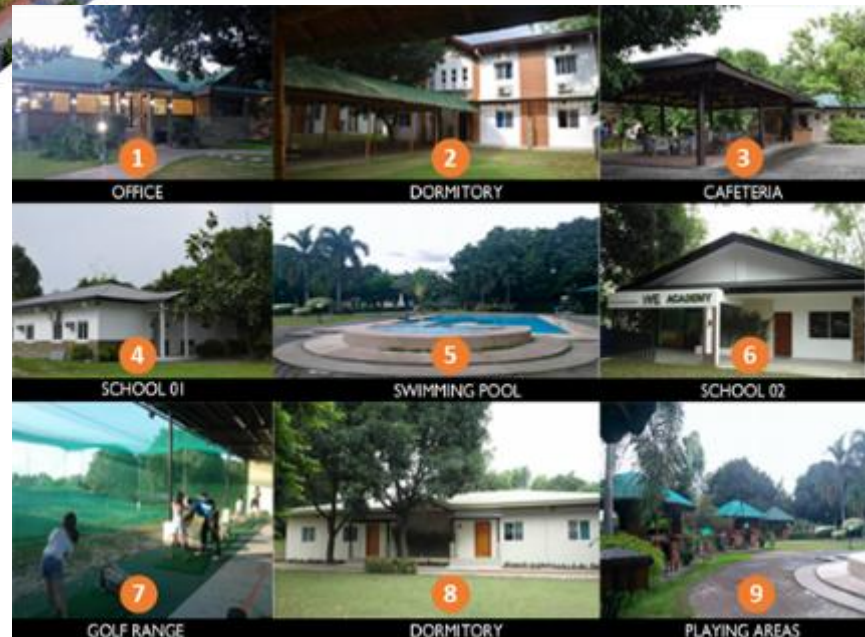 1
OFFICE
2
DORMITORY
3
CAFETERIA
4
SCHOOL 01
5
SWIMMING POOL
WE ACADEMY
6
SCHOOL 02
7
GOLF RANGE
8
DORMITORY
9
PLAYING AREAS